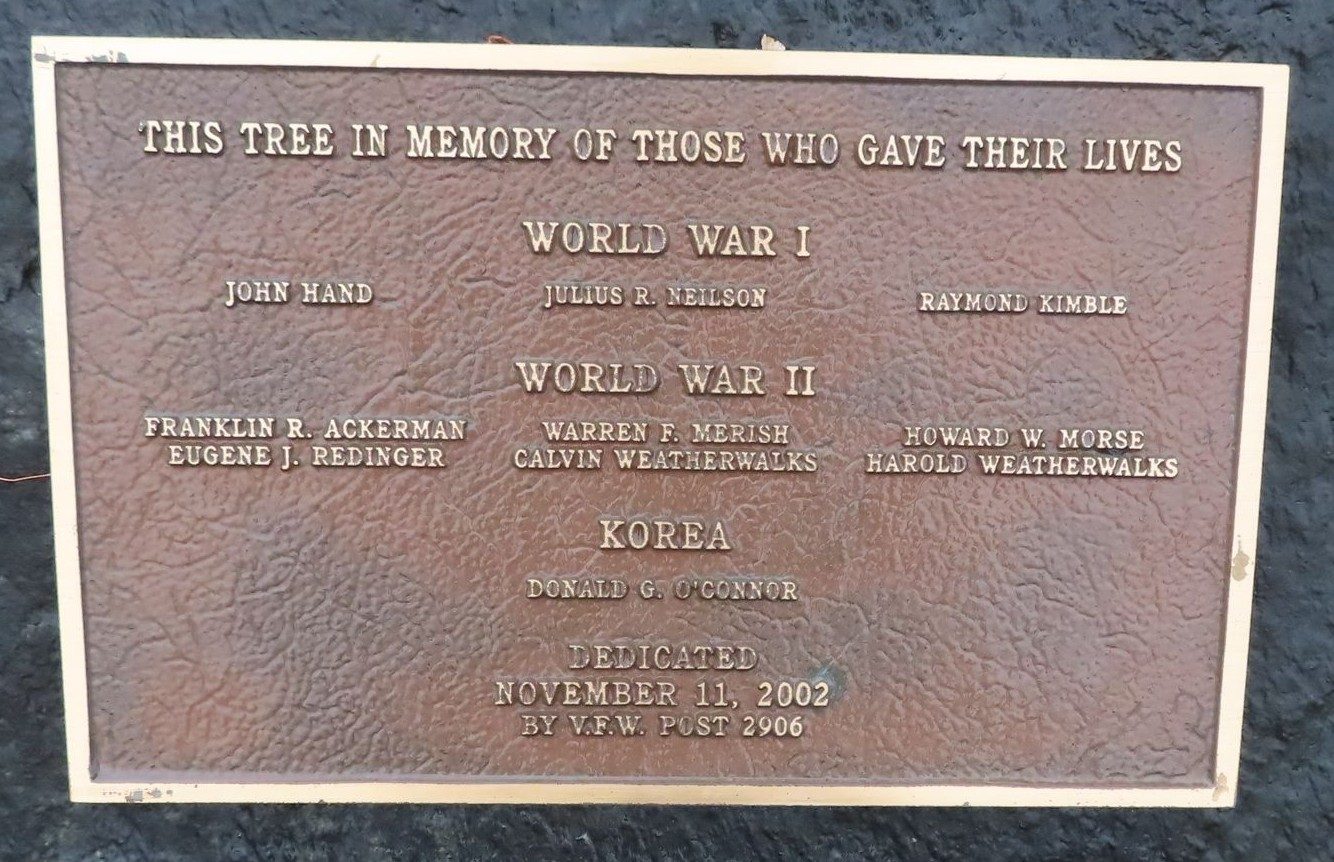 THIS TREE IN MEMORY OF THOSE WHO GAVE THEIR LIVES
WORLD WAR I
JOHN HAND JULIUS R. NEILSON RAYMOND KIMBLE
WORLD WAR II
FRANKLIN R. ACKERMAN WARREN F. MERISH HOWARD W. MORSE
EUGENE J. REDINGER CALVIN WEATHERWALKS HAROLD WEATHERWALKS
KOREA
DONALD G. O'CONNOR
DEDICATED
NOVEMBER 11, 2002
BY V.F.W. POST 2906